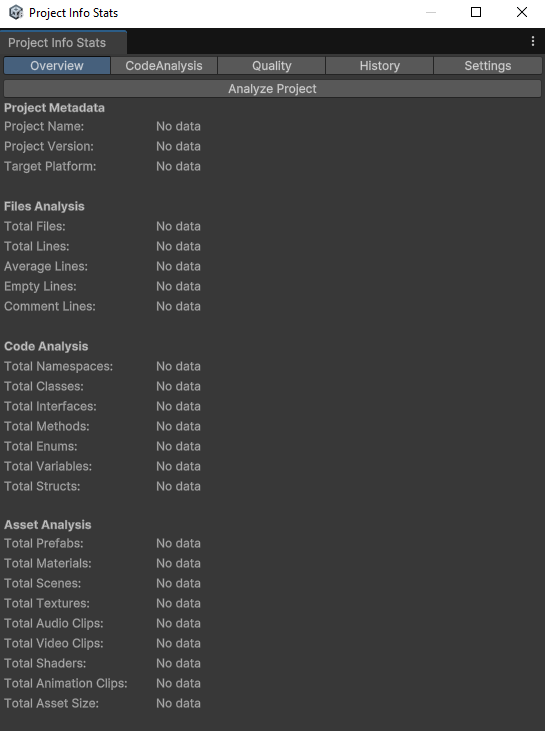 Project Info Stats
Project Info Stats
Overview CodeAnalysis Quality History Settings
Analyze Project
Project Metadata
Project Name: No data
Project Version: No data
Target Platform: No data
Files Analysis
Total Files: No data
Total Lines: No data
Average Lines: No data
Empty Lines: No data
Comment Lines: No data
Code Analysis
Total Namespaces: No data
Total Classes: No data
Total Interfaces: No data
Total Methods: No data
Total Enums: No data
Total Variables: No data
Total Structs: No data
Asset Analysis
Total Prefabs: No data
Total Materials: No data
Total Scenes: No data
Total Textures: No data
Total Audio Clips: No data
Total Video Clips: No data
Total Shaders: No data
Total Animation Clips: No data
Total Asset Size: No data